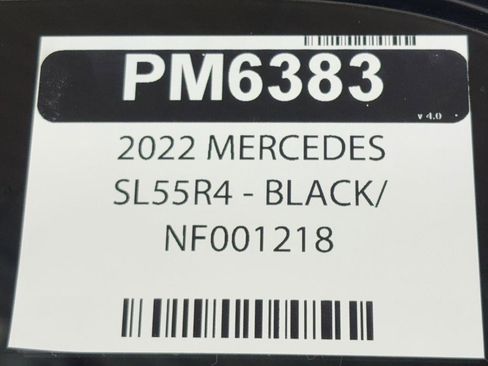 PM6383
v 4.0
2022 MERCEDES
SL55R4 - BLACK/
NF001218